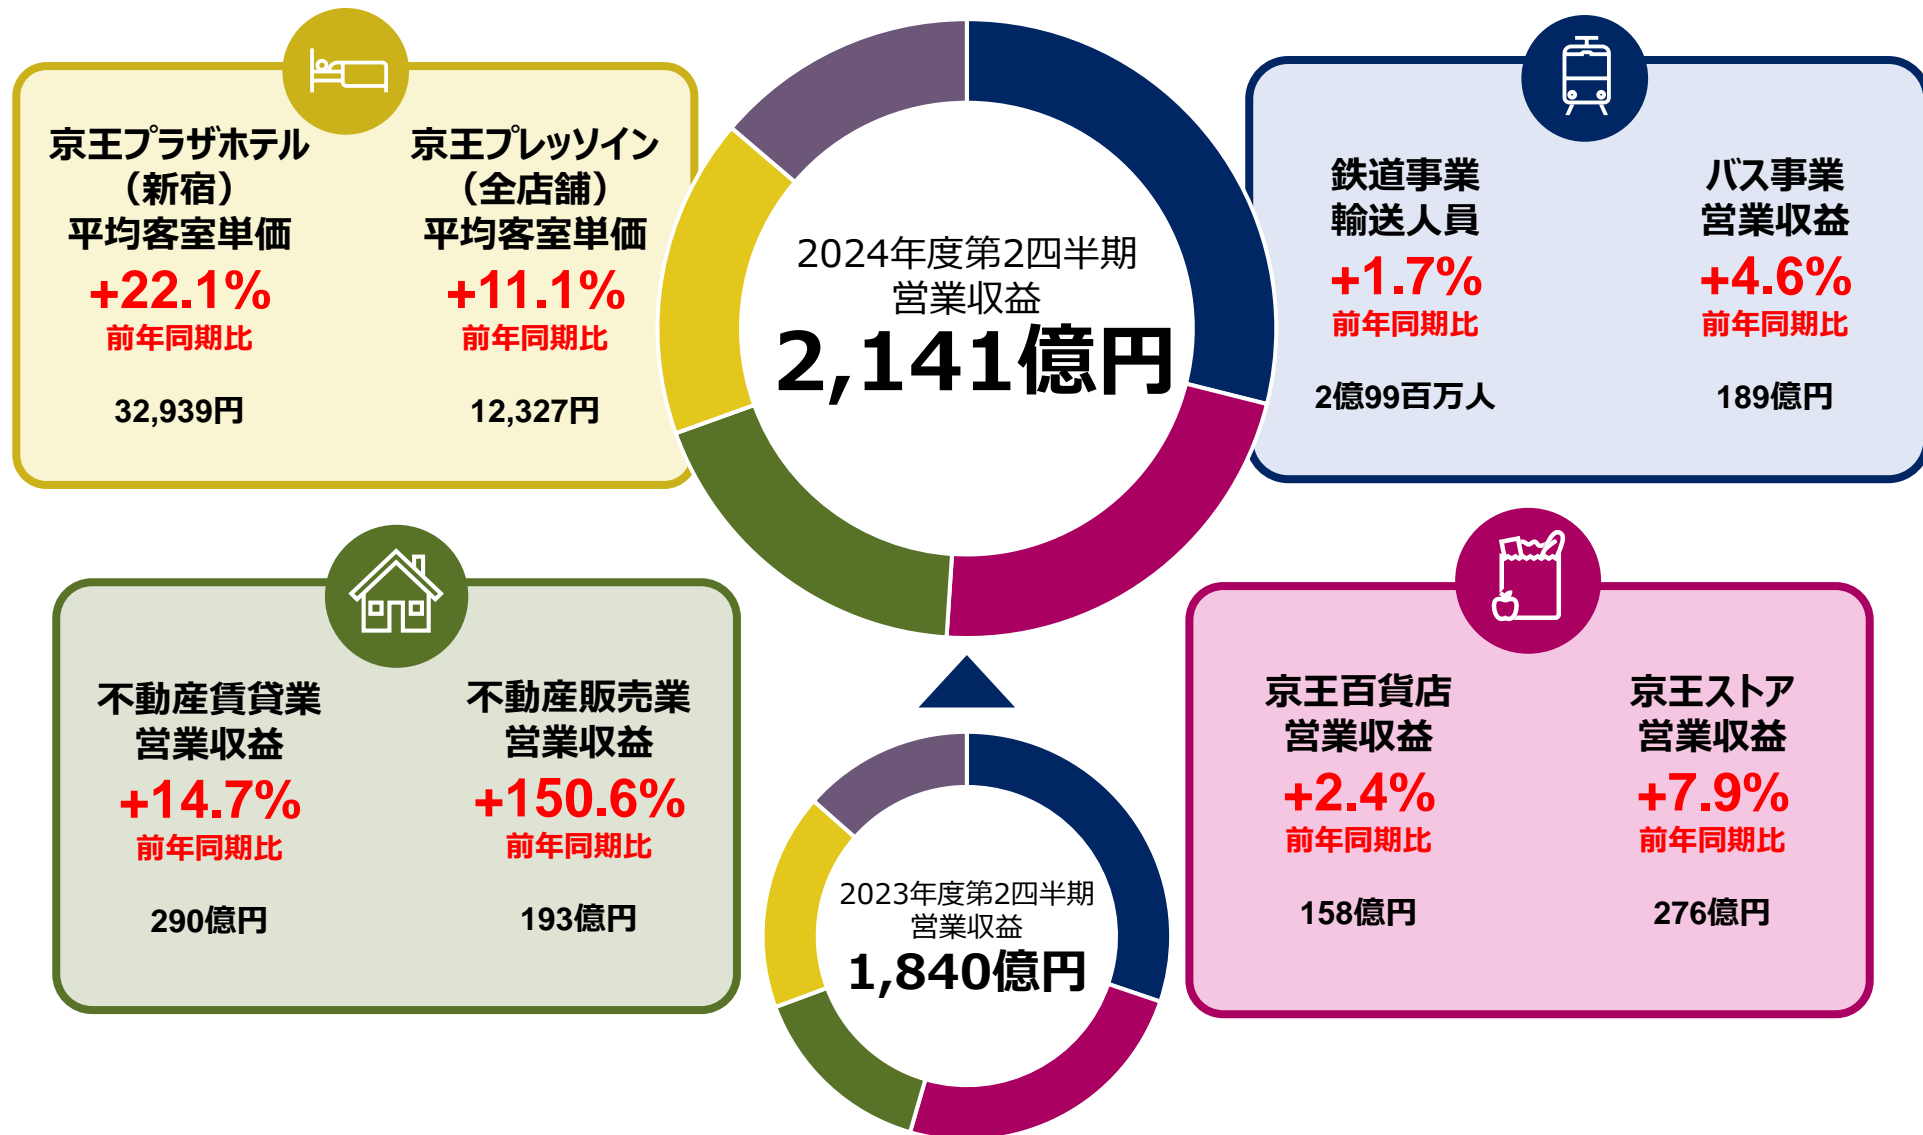 京王プラザホテル
（新宿）
平均客室単価
+22.1%
前年同期比
32,939円
京王プレッソイン
（全店舗）
平均客室単価
+11.1%
前年同期比
12,327円
2024年度第2四半期
営業収益
2,141億円
鉄道事業
輸送人員
+1.7%
前年同期比
2億99百万人
バス事業
営業収益
+4.6%
前年同期比
189億円
不動産賃貸業
営業収益
+14.7%
前年同期比
290億円
不動産販売業
営業収益
+150.6%
前年同期比
193億円
2023年度第2四半期
営業収益
1,840億円
京王百貨店
営業収益
+2.4%
前年同期比
158億円
京王ストア
営業収益
+7.9%
前年同期比
276億円